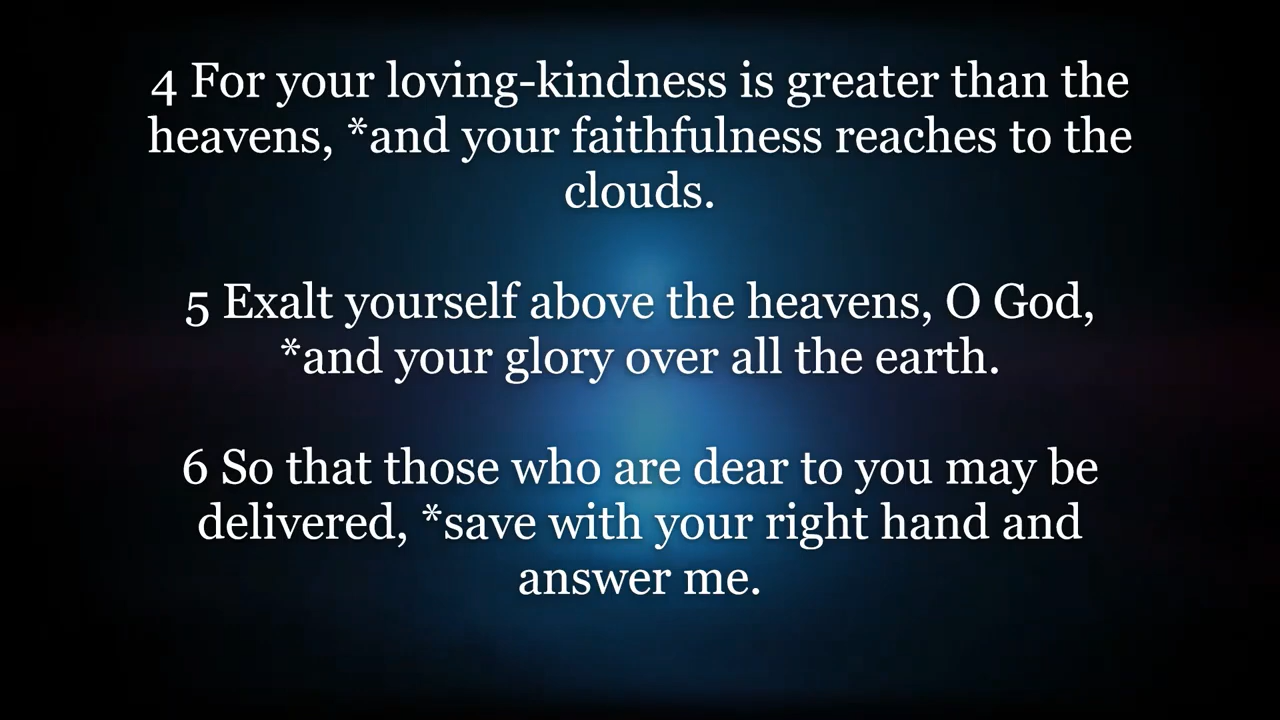 4 For your loving-kindness is greater than the
heavens, *and your faithfulness reaches to the
clouds.
5 Exalt yourself above the heavens, O God,
*and your glory over all the earth.
6 So that those who are dear to you may be
delivered, *save with your right hand and
answer me.